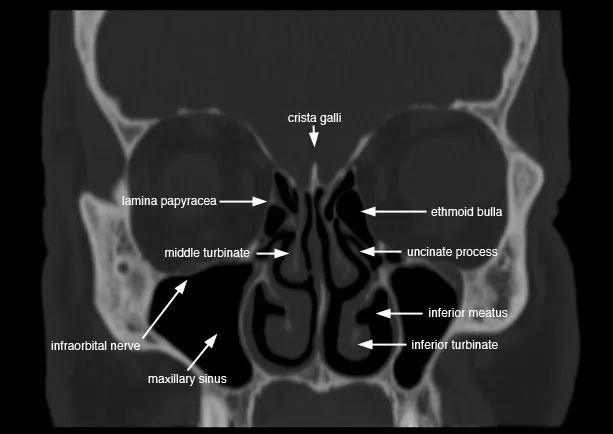 crista galli
lamina papyracea
ethmoid bulla
middle turbinate
uncinate process
inferior meatus
infraorbital nerve
inferior turbinate
maxillary sinus